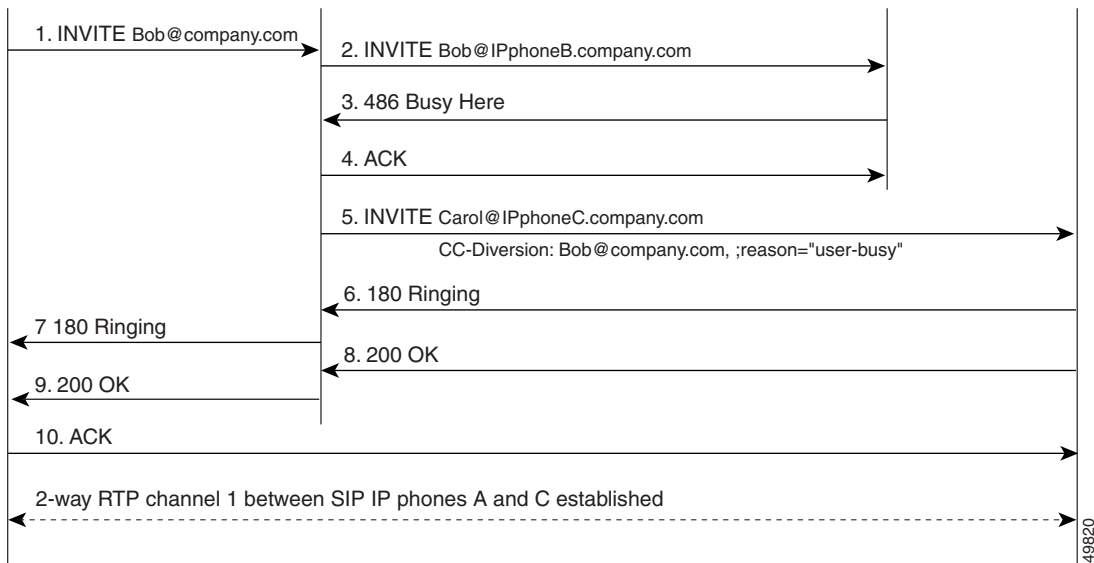 1. INVITE Bob@company.com
2. INVITE Bob@IPphoneB.company.com
3. 486 Busy Here
4. ACK
5. INVITE Carol@IPphoneC.company.com
CC-Diversion: Bob@company.com, ;reason="user-busy"
6. 180 Ringing
7 180 Ringing
8. 200 OK
9. 200 OK
10. ACK
2-way RTP channel 1 between SIP IP phones A and C established
49820